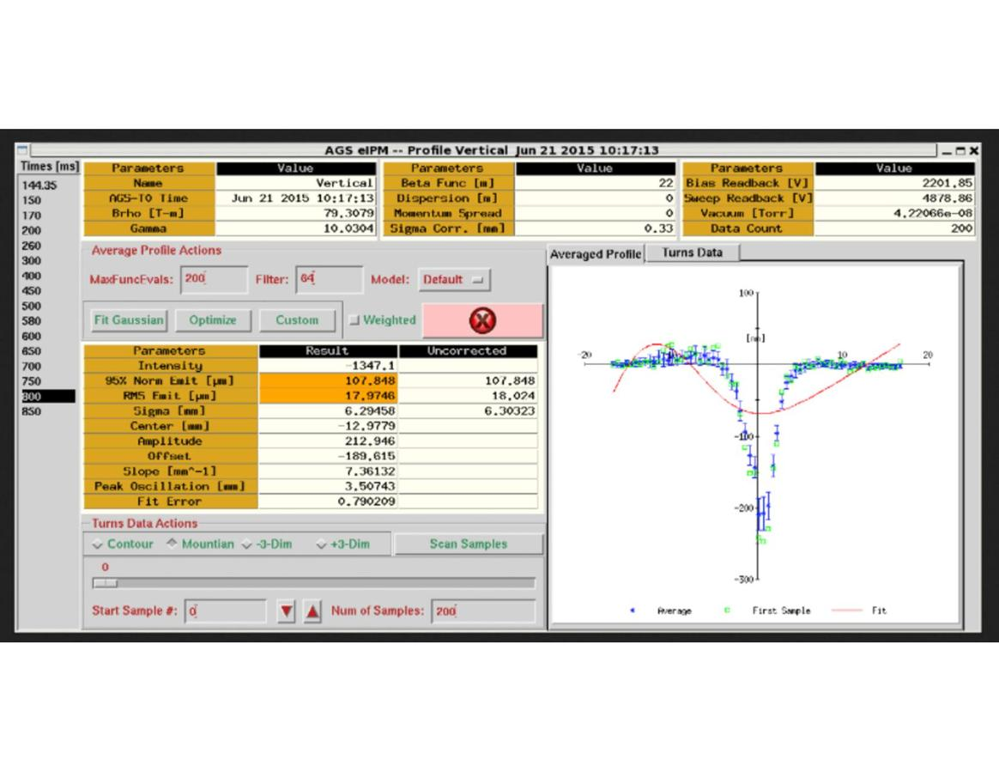 AGS eIPM -- Profile Vertical Jun 21 2015 10:17:13
Times [ms]
144.35
150
170
200
260
300
400
450
500
580
600
650
700
750
800
850
Parameters Value
Name Vertical
AGS-T0 Time Jun 21 2015 10:17:13
Brho [T-m] 79.3079
Gamma 10.0304
Parameters Value
Beta Func [m] 22
Dispersion [m] 0
Momentum Spread 0
Sigma Corr. [mm] 0.33
Parameters Value
Bias Readback [V] 2201.85
Sweep Readback [V] 4878.86
Vacuum [Torr] 4.22066e-08
Data Count 200
Average Profile Actions
MaxFuncEvals: 200 Filter: 64 Model: Default
Fit Gaussian Optimize Custom Weighted
Parameters Result Uncorrected
Intensity -1347.1
95% Norm Emit [µm] 107.848 107.848
RMS Emit [µm] 17.9746 18.024
Sigma [mm] 6.29458 6.30323
Center [mm] -12.9779
Amplitude 212.946
Offset -189.615
Slope [mm^-1] 7.36132
Peak Oscillation [mm] 3.50743
Fit Error 0.790209
Turns Data Actions
Contour Mountian -3-Dim +3-Dim Scan Samples
0
Start Sample #: 0 Num of Samples: 200
Averaged Profile Turns Data
100
[mm]
-20 10 20
-100
-200
-300
Average First Sample Fit